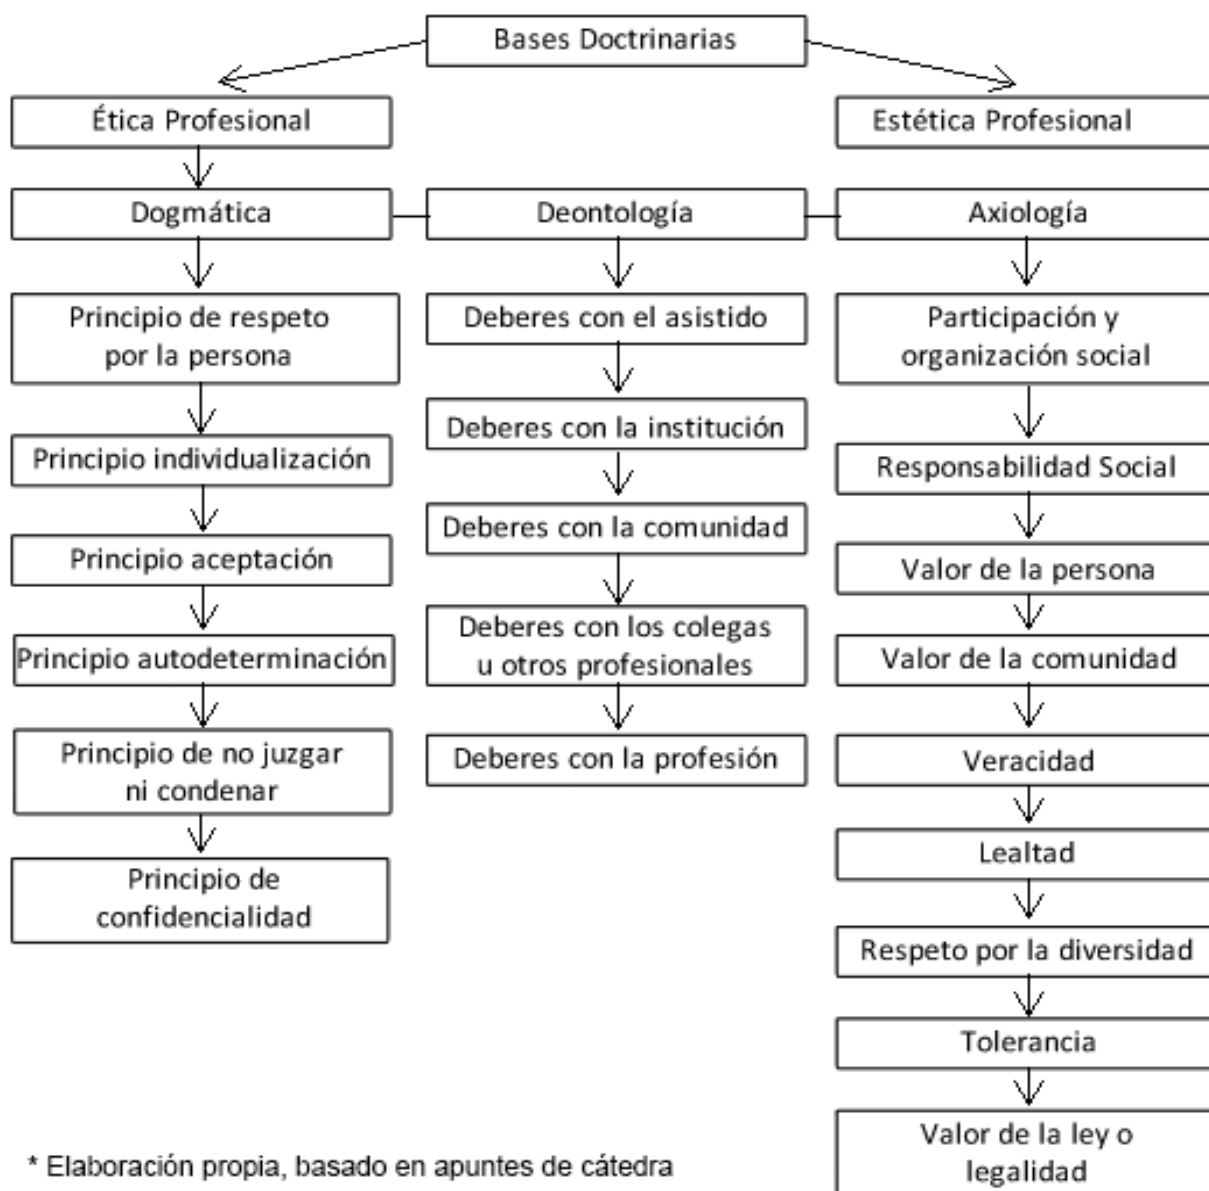 Bases Doctrinarias
Ética Profesional
Estética Profesional
Dogmática
Deontología
Axiología
Principio de respeto
por la persona
Principio individualización
Principio aceptación
Principio autodeterminación
Principio de no juzgar
ni condenar
Principio de
confidencialidad
Deberes con el asistido
Deberes con la institución
Deberes con la comunidad
Deberes con los colegas
u otros profesionales
Deberes con la profesión
Participación y
organización social
Responsabilidad Social
Valor de la persona
Valor de la comunidad
Veracidad
Lealtad
Respeto por la diversidad
Tolerancia
Valor de la ley o
legalidad
* Elaboración propia, basado en apuntes de cátedra